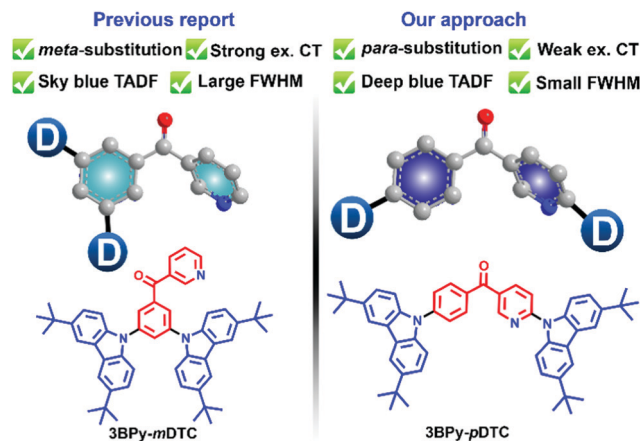 Previous report
meta-substitution
Strong ex. CT
Sky blue TADF
Large FWHM
D
D
O
N
N
N
3BPy-mDTC
Our approach
para-substitution
Weak ex. CT
Deep blue TADF
Small FWHM
D
D
O
N
N
N
3BPy-pDTC